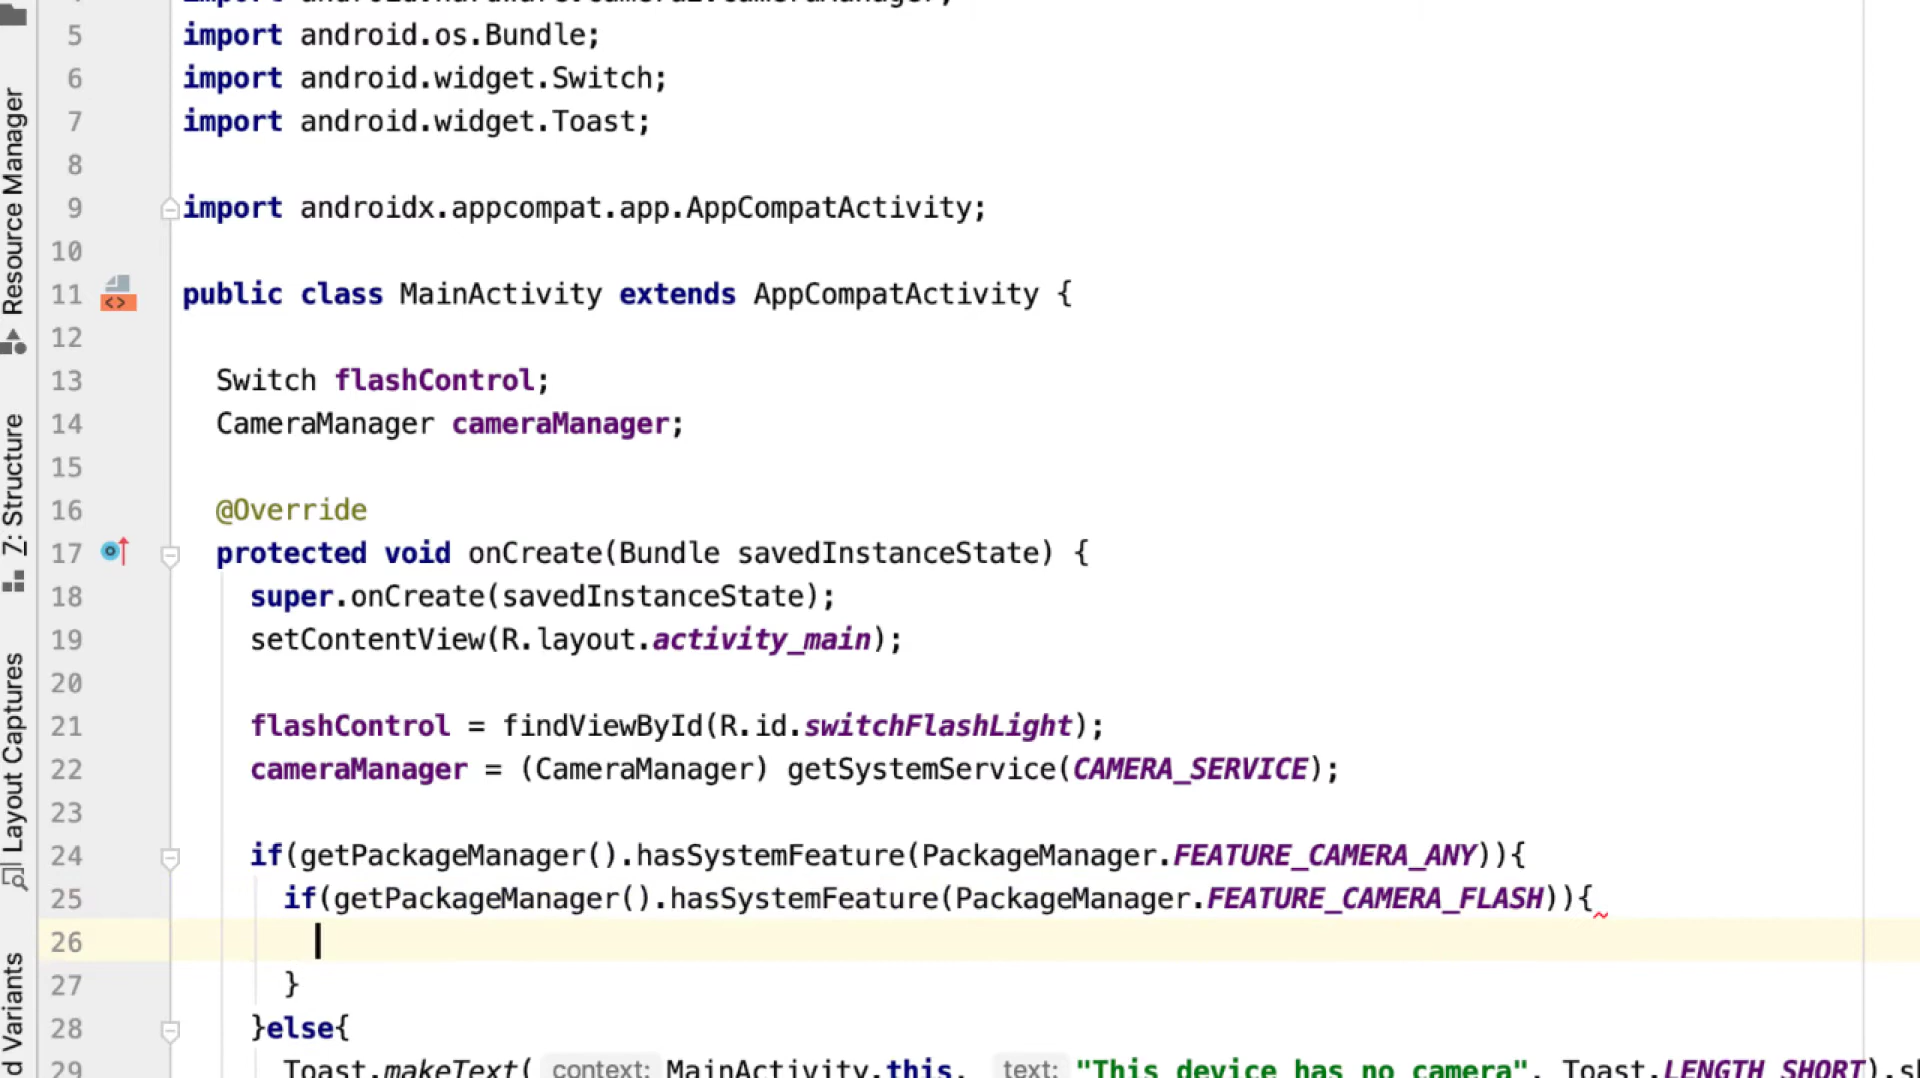 import android.hardware.camera2.CameraManager;
5 import android.os.Bundle;
6 import android.widget.Switch;
7 import android.widget.Toast;
8
9 import androidx.appcompat.app.AppCompatActivity;
10
11 <> public class MainActivity extends AppCompatActivity {
12
13 Switch flashControl;
14 CameraManager cameraManager;
15
16 @Override
17 protected void onCreate(Bundle savedInstanceState) {
18 super.onCreate(savedInstanceState);
19 setContentView(R.layout.activity_main);
20
21 flashControl = findViewById(R.id.switchFlashLight);
22 cameraManager = (CameraManager) getSystemService(CAMERA_SERVICE);
23
24 if(getPackageManager().hasSystemFeature(PackageManager.FEATURE_CAMERA_ANY)){
25 if(getPackageManager().hasSystemFeature(PackageManager.FEATURE_CAMERA_FLASH)){
26
27 }
28 }else{
29 Toast.makeText( context: MainActivity.this, text: "This device has no camera", Toast.LENGTH_SHORT).s
Resource Manager
Z: Structure
Layout Captures
d Variants